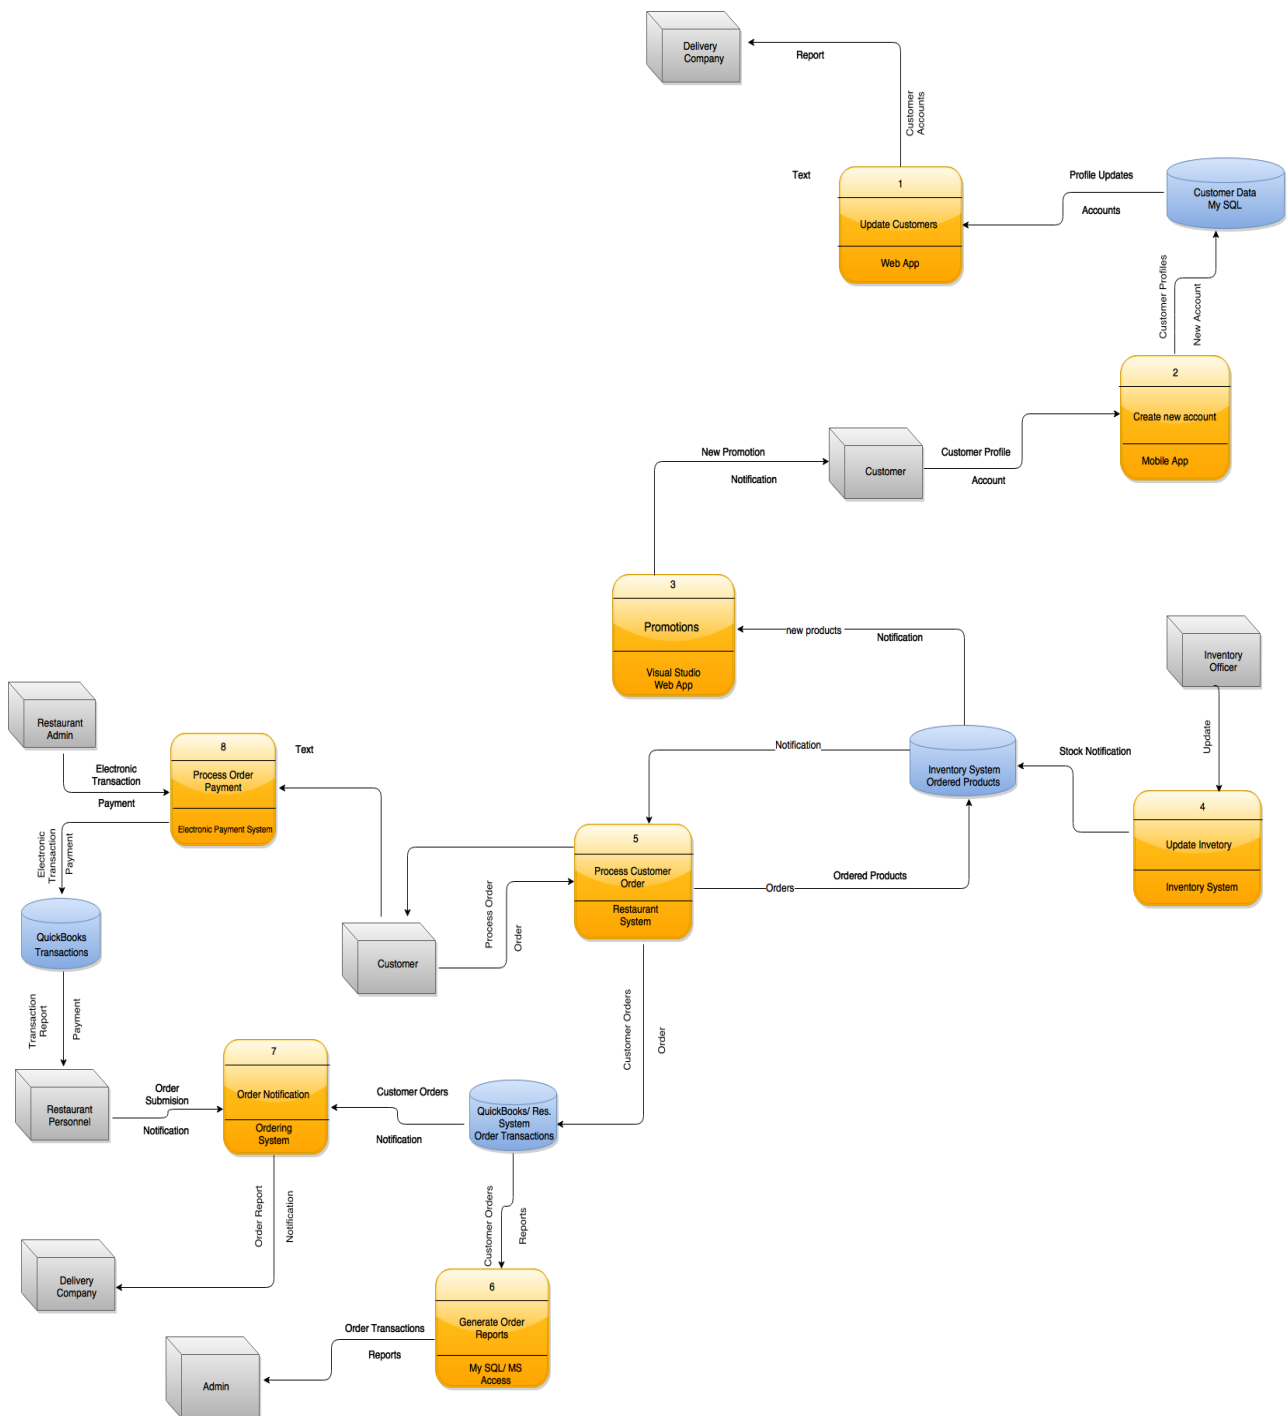 Delivery
Company
Report
Customer
Accounts
Text
1
Update Customers
Web App
Profile Updates
Accounts
Customer Data
My SQL
Customer Profiles
New Account
2
Create new account
Mobile App
New Promotion
Notification
Customer
Customer Profile
Account
3
Promotions
Visual Studio
Web App
new products
Notification
Inventory
Officer
Update
Restaurant
Admin
Electronic
Transaction
Payment
8
Process Order
Payment
Electronic Payment System
Text
Notification
Inventory System
Ordered Products
Stock Notification
4
Update Invetory
Inventory System
5
Process Customer
Order
Restaurant
System
Orders
Ordered Products
Electronic
Transaction
Payment
QuickBooks
Transactions
Customer
Process Order
Order
Transaction
Report
Payment
Customer Orders
Order
Restaurant
Personnel
Order
Submision
Notification
7
Order Notification
Ordering
System
Customer Orders
Notification
QuickBooks/ Res.
System
Order Transactions
Order Report
Notification
Customer Orders
Reports
Delivery
Company
6
Generate Order
Reports
My SQL/ MS
Access
Order Transactions
Reports
Admin